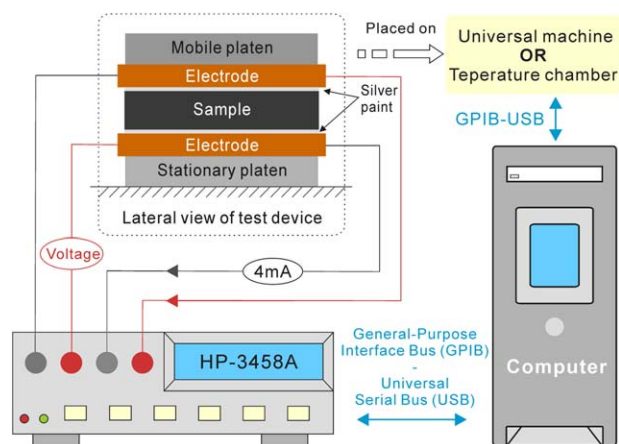 Mobile platen
Electrode
Sample
Electrode
Stationary platen
Silver
paint
Lateral view of test device
Placed on
Universal machine
OR
Teperature chamber
GPIB-USB
Voltage
4mA
HP-3458A
General-Purpose
Interface Bus (GPIB)
-
Universal
Serial Bus (USB)
Computer